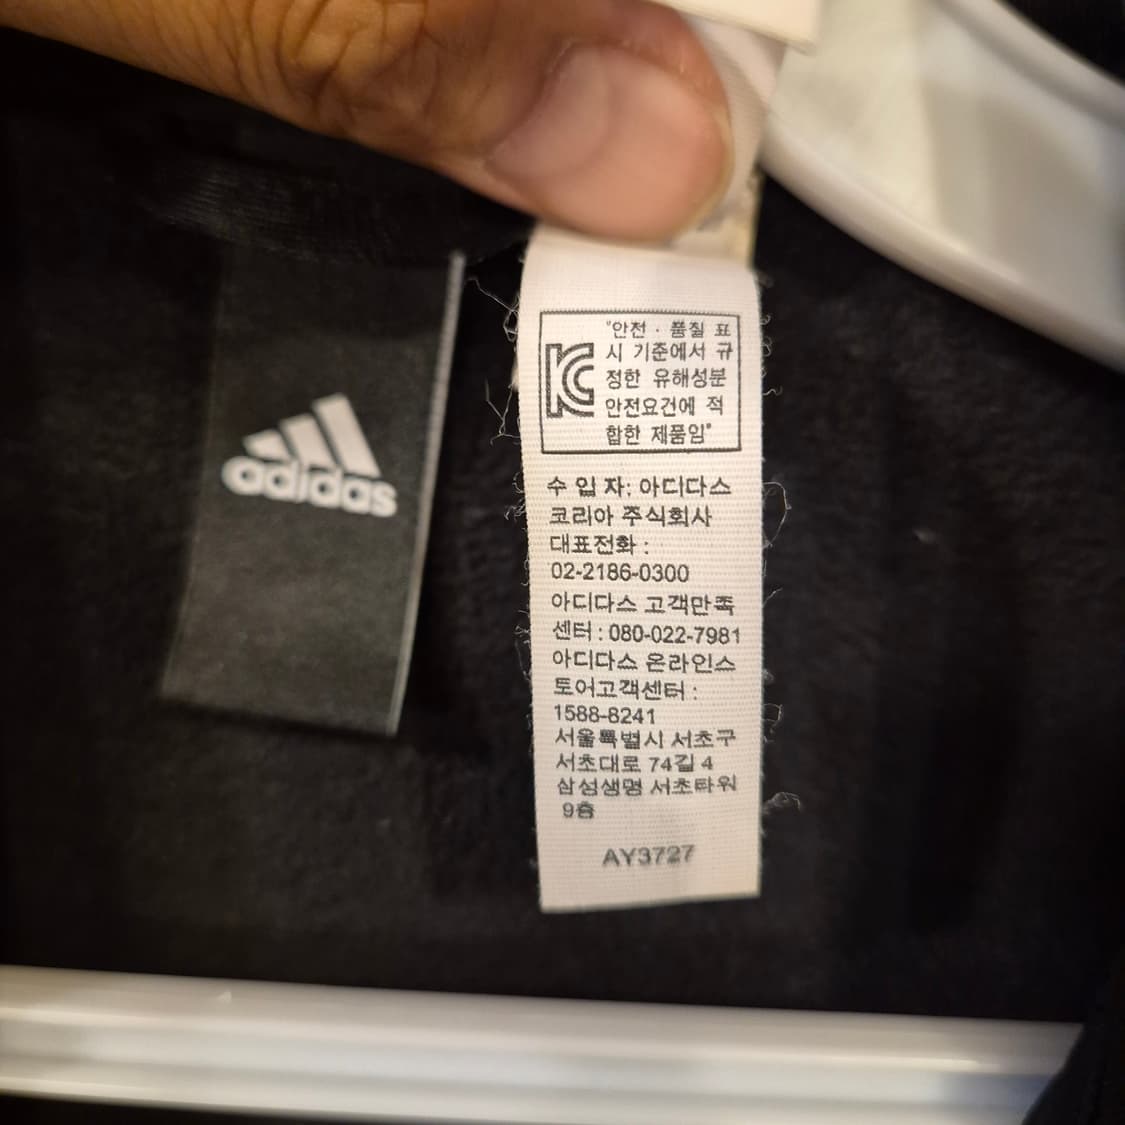 adidas
KC
"안전 · 품질 표
시 기준에서 규
정한 유해성분
안전요건에 적
합한 제품임"
수 입 자: 아디다스
코리아 주식회사
대표전화 :
02-2186-0300
아디다스 고객만족
센터 : 080-022-7981
아디다스 온라인스
토어고객센터 :
1588-8241
서울특별시 서초구
서초대로 74길 4
삼성생명 서초타워
9층
AY3727